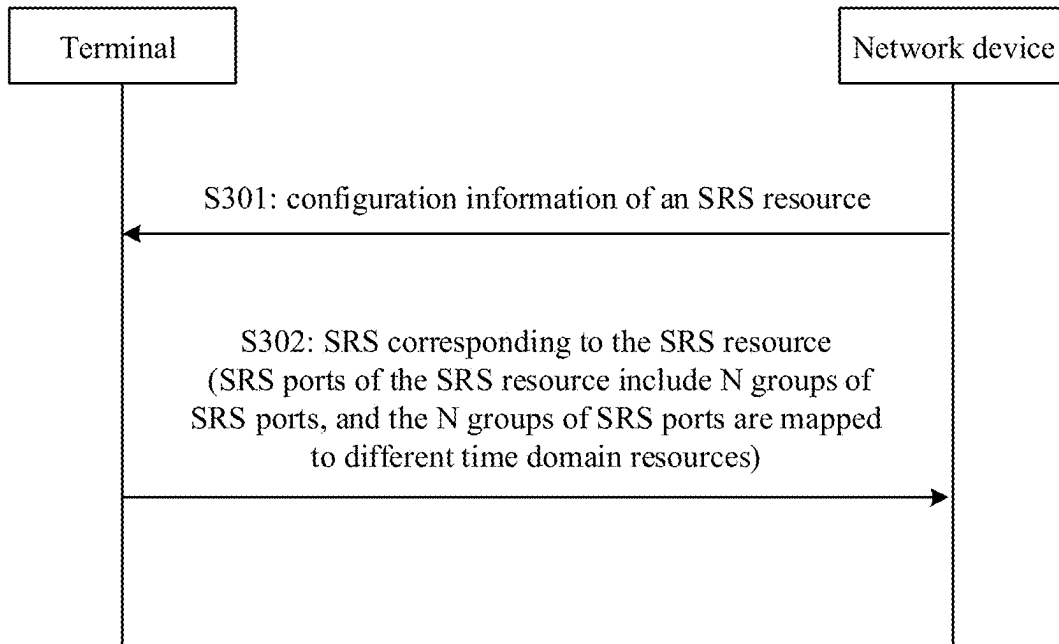 Terminal
Network device
S301: configuration information of an SRS resource
S302: SRS corresponding to the SRS resource
(SRS ports of the SRS resource include N groups of
SRS ports, and the N groups of SRS ports are mapped
to different time domain resources)